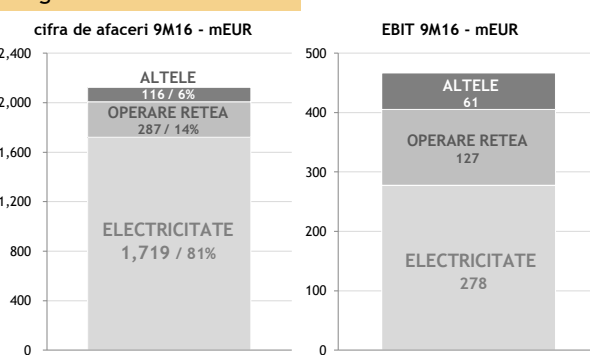 cifra de afaceri 9M16 - mEUR
2,400
2,000
1,600
1,200
800
400
0
ALTELE
116 / 6%
OPERARE RETEA
287 / 14%
ELECTRICITATE
1,719 / 81%
EBIT 9M16 - mEUR
500
400
300
200
100
0
ALTELE
61
OPERARE RETEA
127
ELECTRICITATE
278